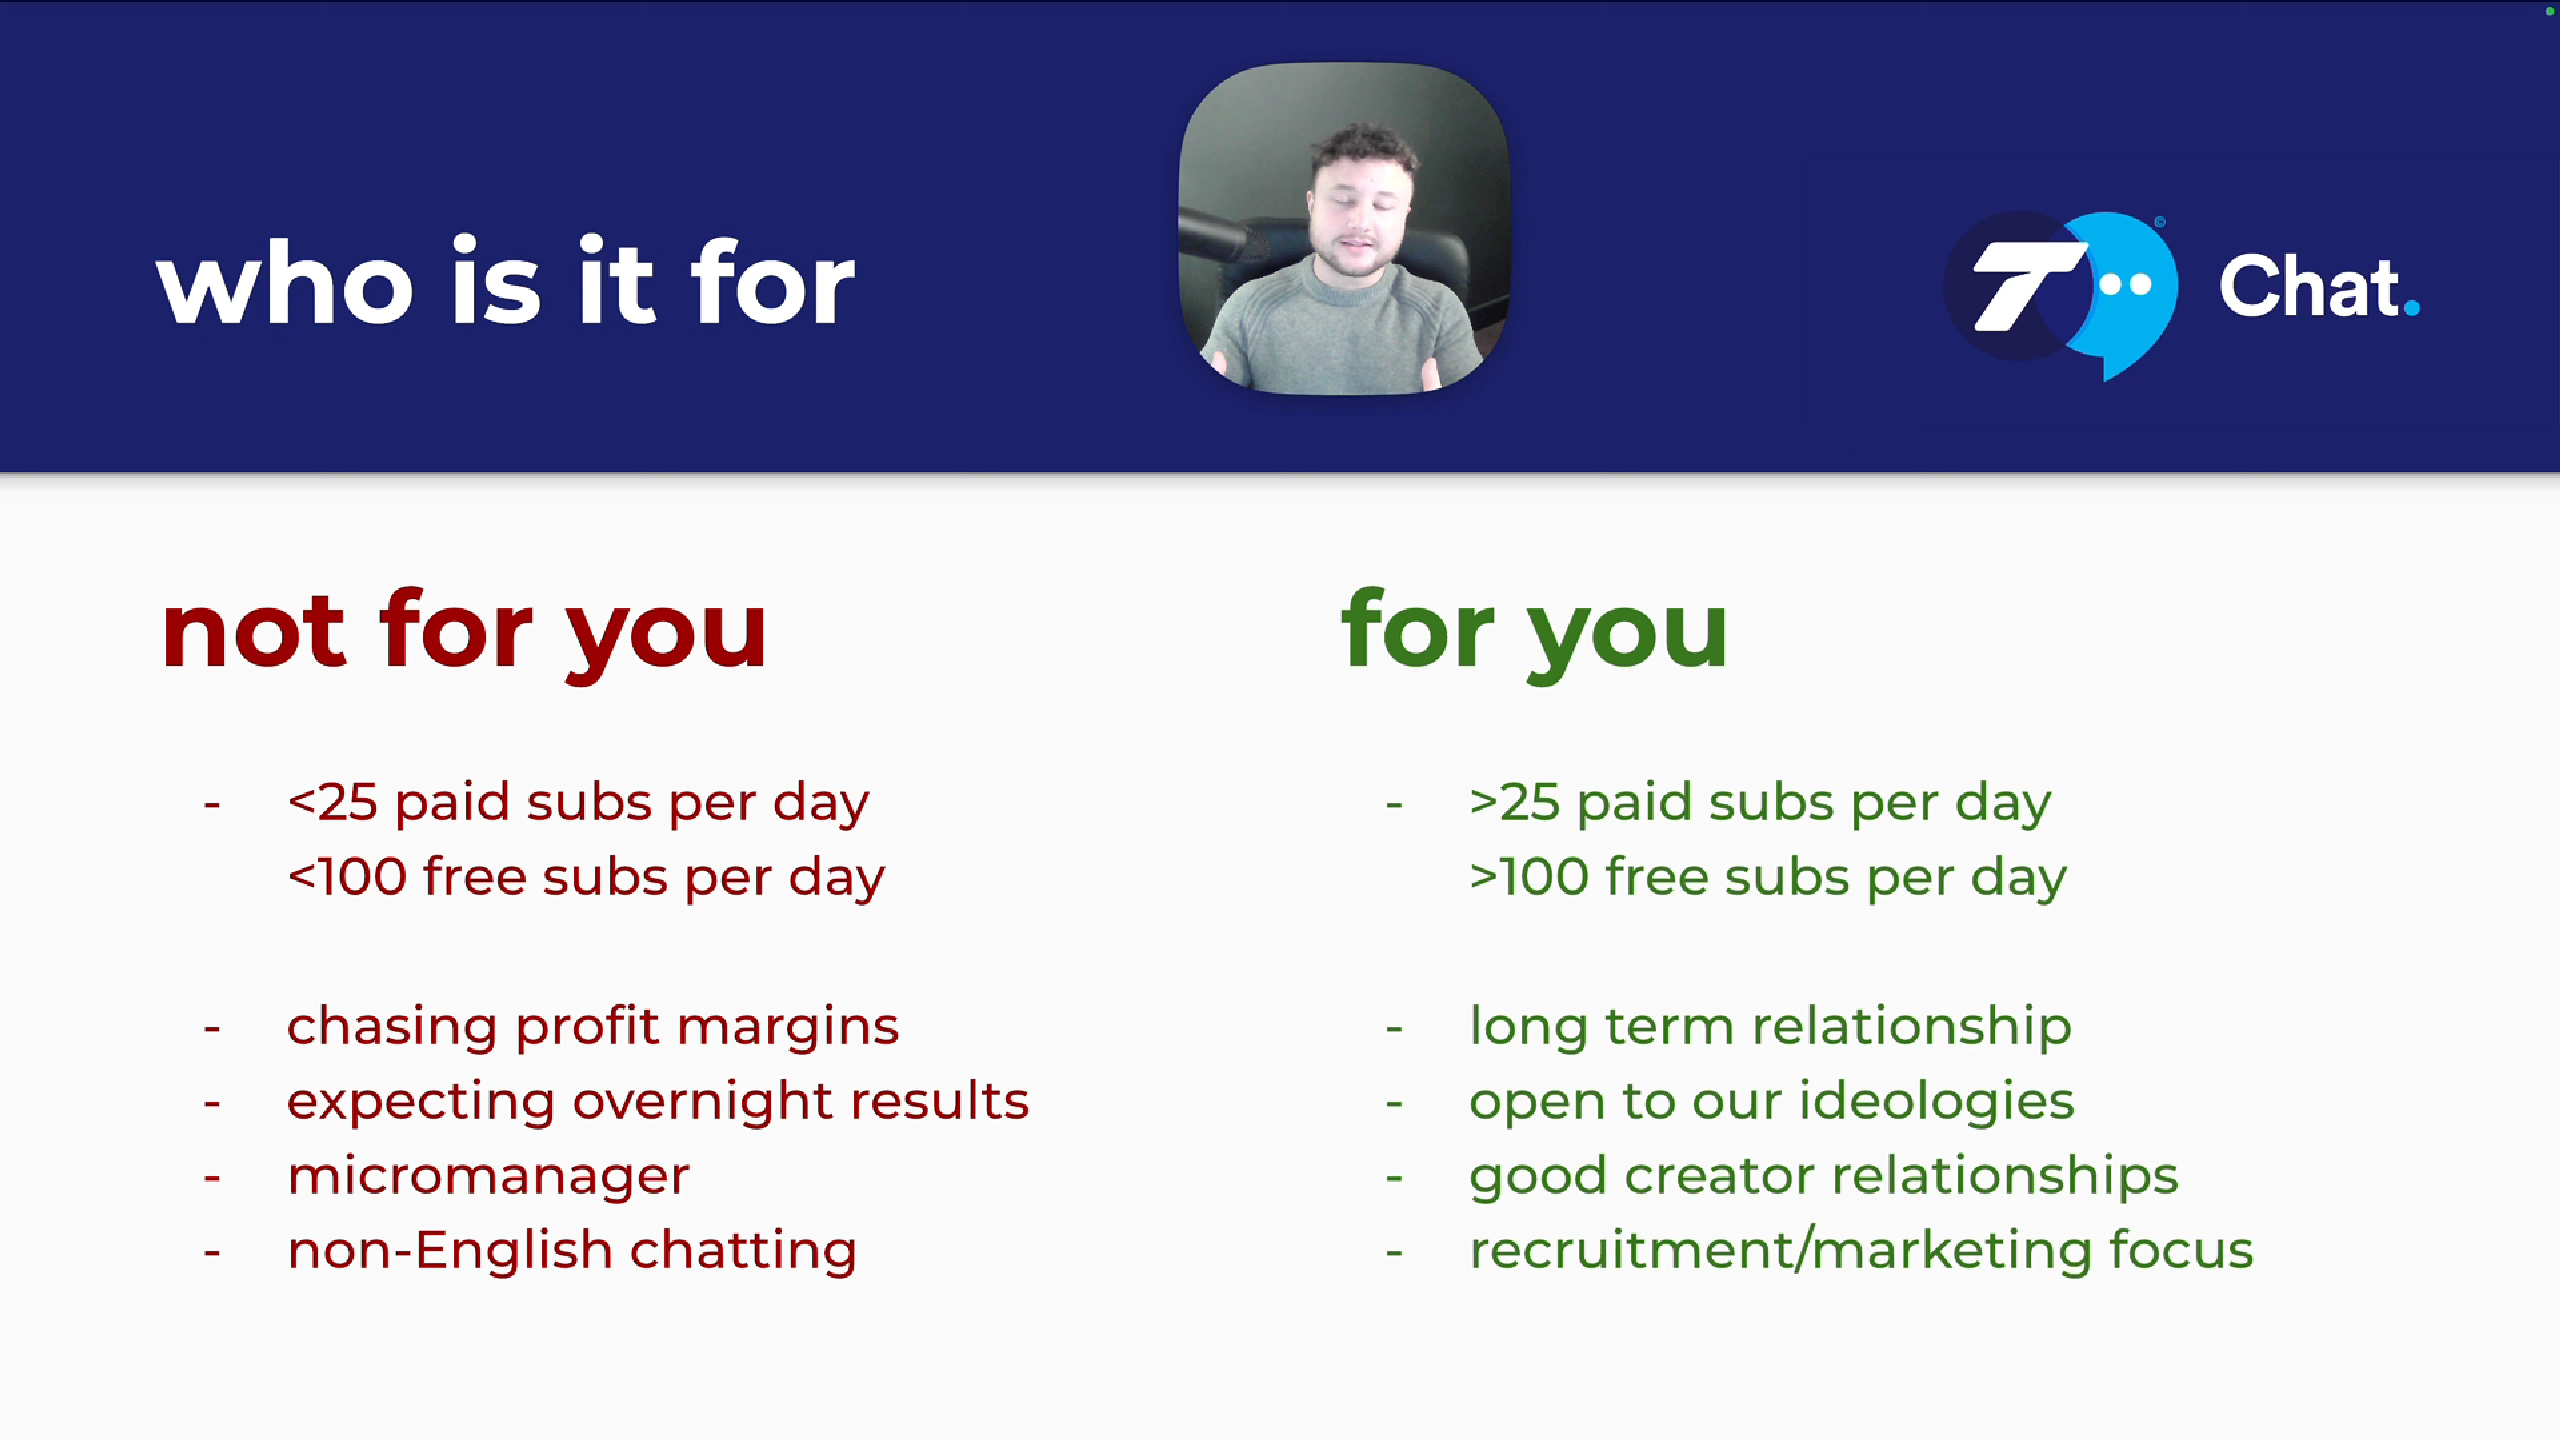 who is it for
T Chat.
not for you
- <25 paid subs per day
<100 free subs per day
- chasing profit margins
- expecting overnight results
- micromanager
- non-English chatting
for you
- >25 paid subs per day
>100 free subs per day
- long term relationship
- open to our ideologies
- good creator relationships
- recruitment/marketing focus